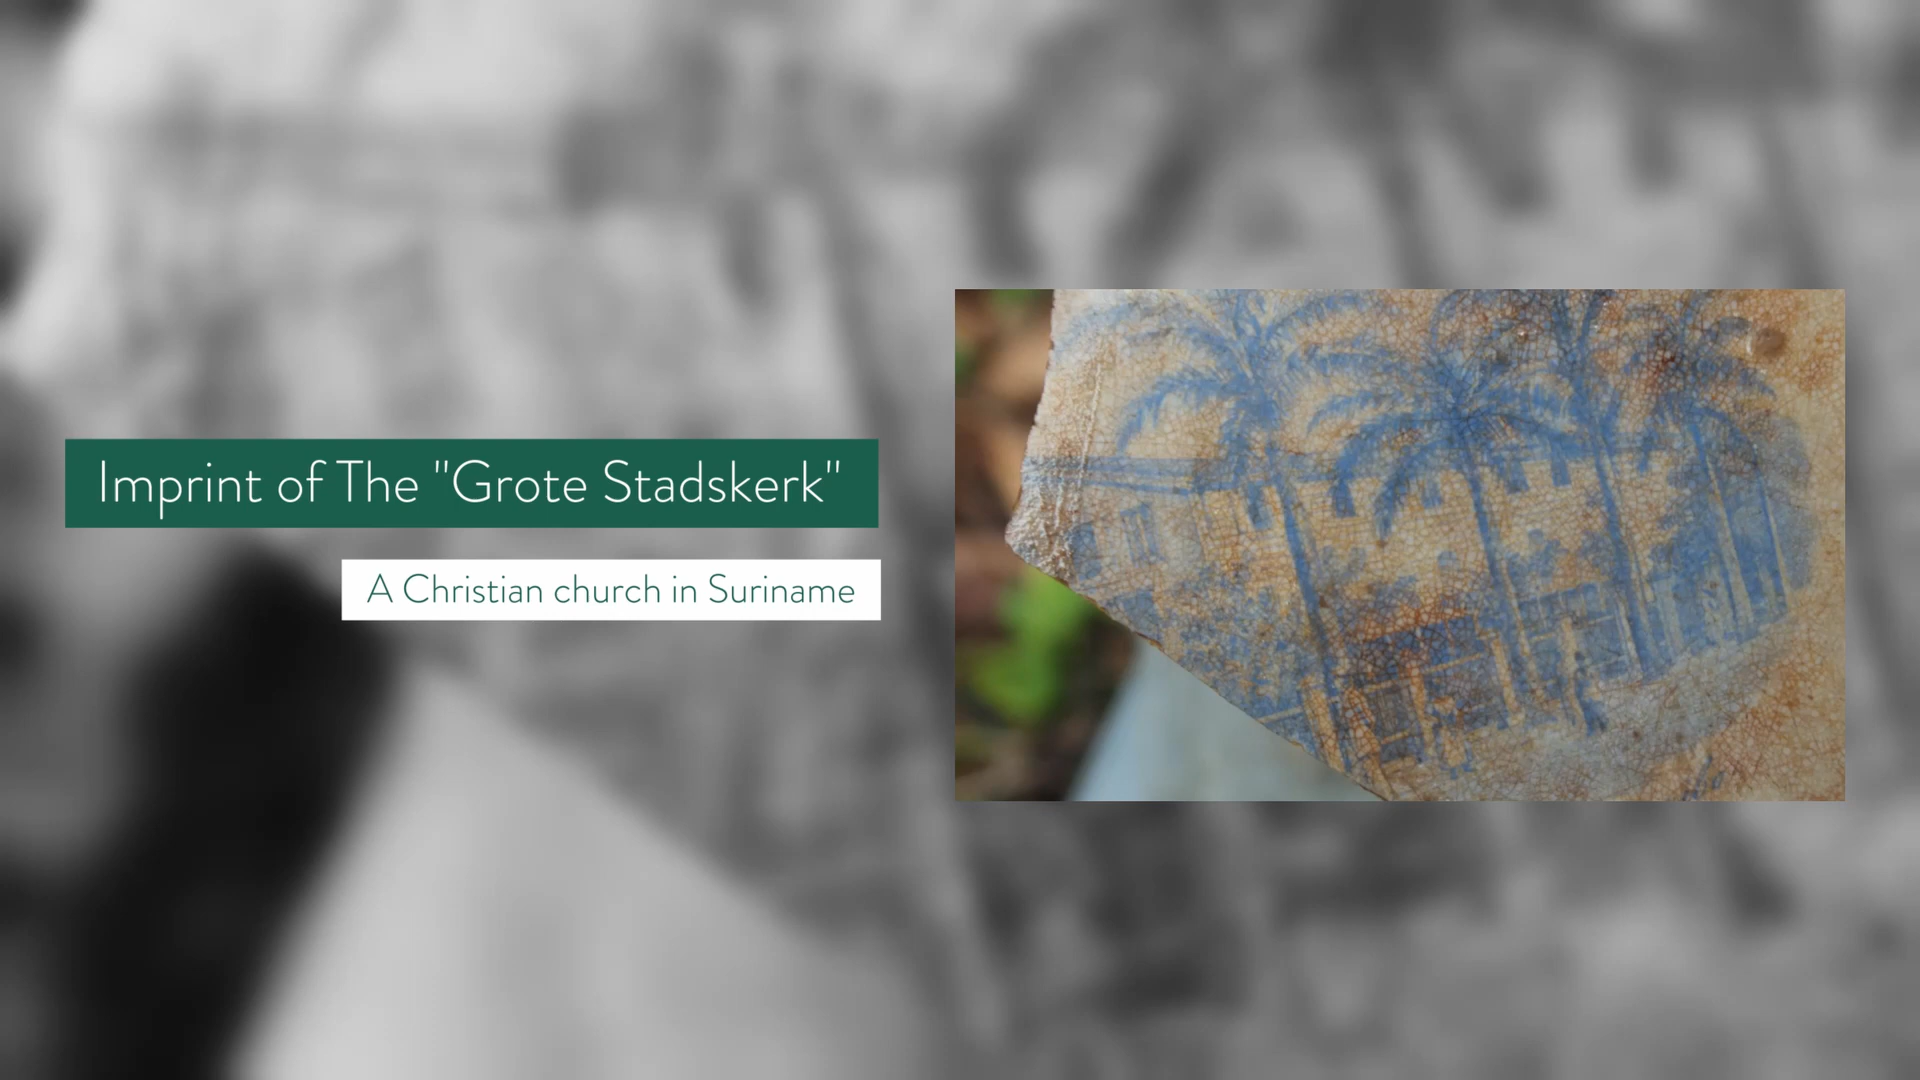 Imprint of The "Grote Stadskerk"
A Christian church in Suriname